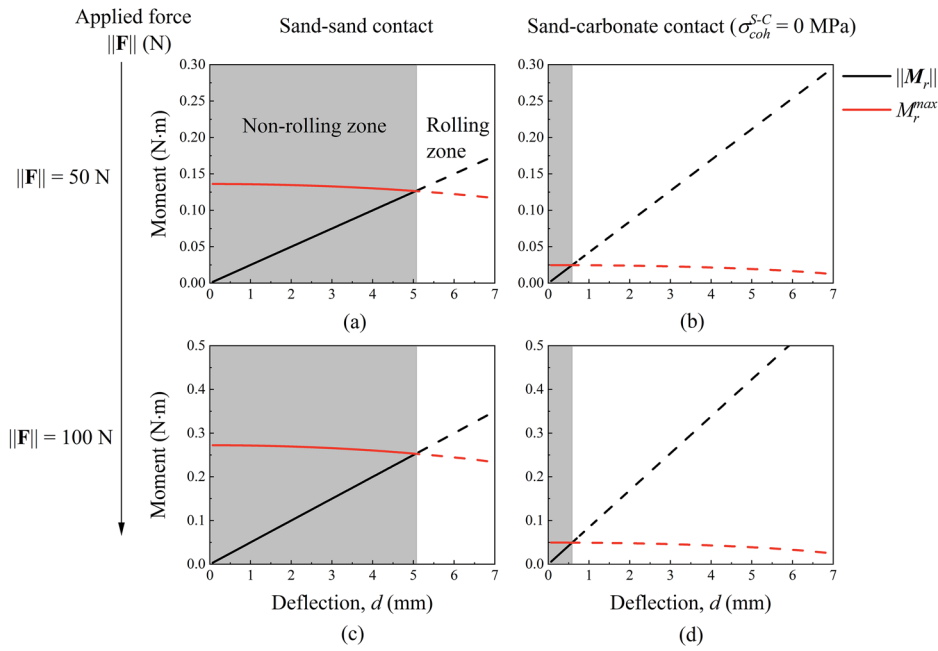 Applied force
||F|| (N)
Sand-sand contact
Sand-carbonate contact (σ_coh^S-C = 0 MPa)
||M_r||
M_r^max
||F|| = 50 N
||F|| = 100 N
Moment (N·m)
0.30
0.25
0.20
0.15
0.10
0.05
0.00
Non-rolling zone
Rolling
zone
0 1 2 3 4 5 6 7
(a)
0.30
0.25
0.20
0.15
0.10
0.05
0.00
0 1 2 3 4 5 6 7
(b)
Moment (N·m)
0.5
0.4
0.3
0.2
0.1
0.0
0 1 2 3 4 5 6 7
Deflection, d (mm)
(c)
0.5
0.4
0.3
0.2
0.1
0.0
0 1 2 3 4 5 6 7
Deflection, d (mm)
(d)